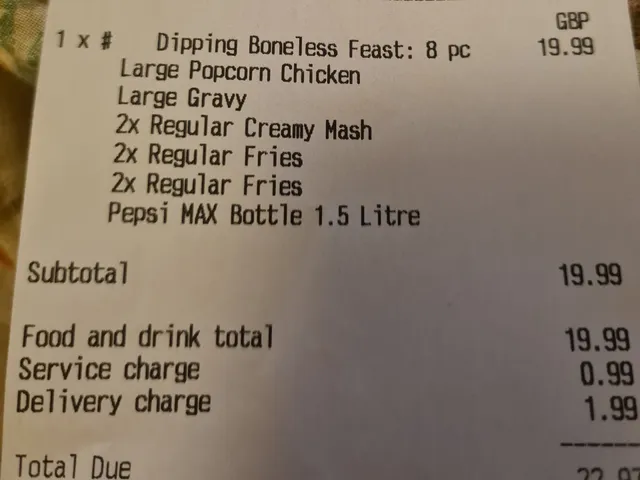 GBP
1 x # Dipping Boneless Feast: 8 pc 19.99
Large Popcorn Chicken
Large Gravy
2x Regular Creamy Mash
2x Regular Fries
2x Regular Fries
Pepsi MAX Bottle 1.5 Litre
Subtotal 19.99
Food and drink total 19.99
Service charge 0.99
Delivery charge 1.99
Total Due 22.97